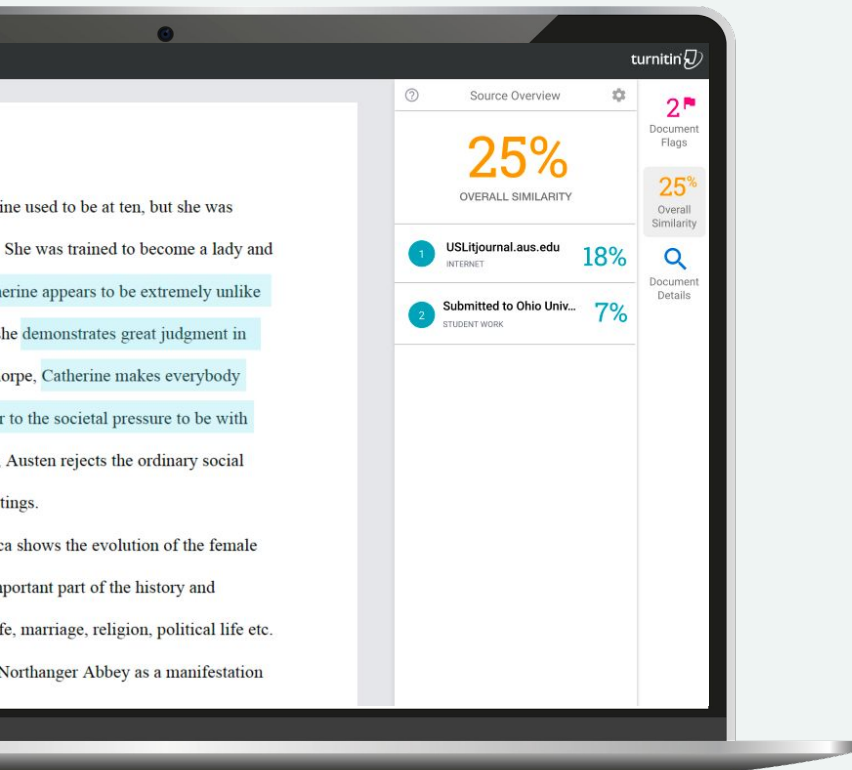 turnitin
Source Overview
25%
OVERALL SIMILARITY
1 USLitjournal.aus.edu 18%
INTERNET
2 Submitted to Ohio Univ... 7%
STUDENT WORK
2
Document
Flags
25%
Overall
Similarity
Document
Details
ine used to be at ten, but she was
She was trained to become a lady and
herine appears to be extremely unlike
he demonstrates great judgment in
orpe, Catherine makes everybody
r to the societal pressure to be with
, Austen rejects the ordinary social
tings.
ca shows the evolution of the female
mportant part of the history and
fe, marriage, religion, political life etc.
Northanger Abbey as a manifestation